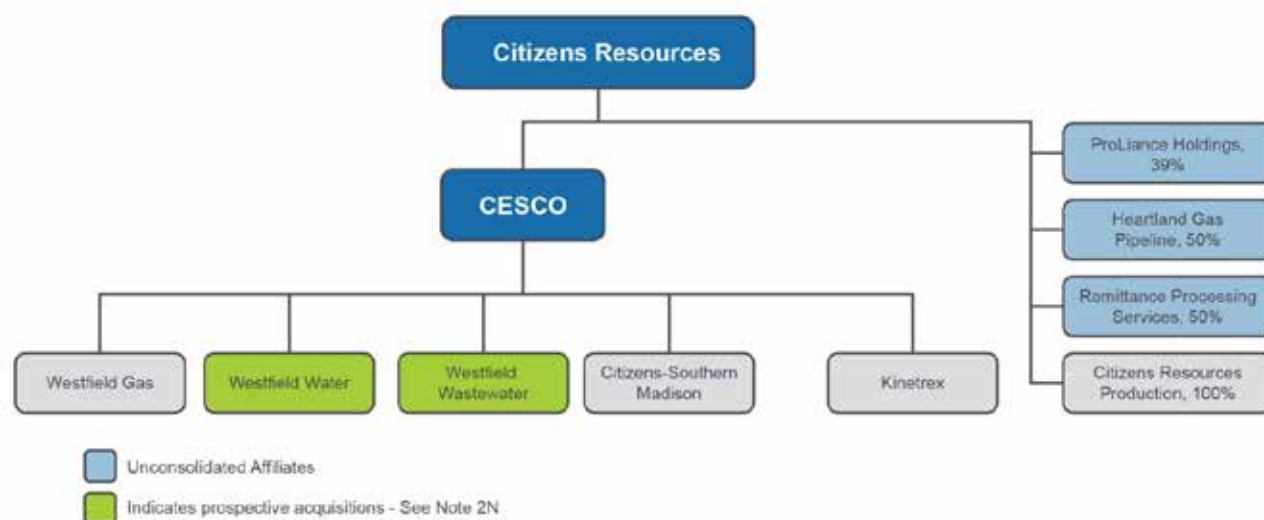 Citizens Resources
ProLiance Holdings,
39%
CESCO
Heartland Gas
Pipeline, 50%
Remittance Processing
Services, 50%
Westfield Gas
Westfield Water
Westfield
Wastewater
Citizens-Southern
Madison
Kinetrex
Citizens Resources
Production, 100%
Unconsolidated Affiliates
Indicates prospective acquisitions - See Note 2N